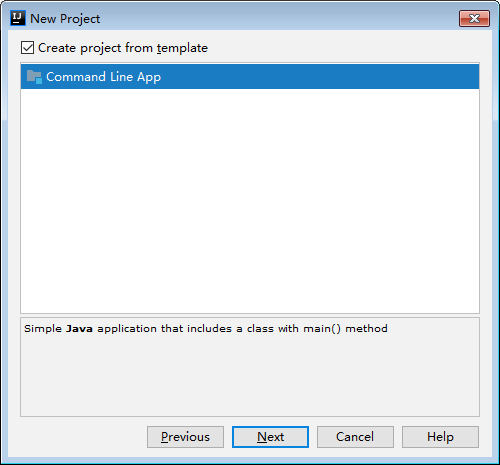 New Project
Create project from template
Command Line App
Simple Java application that includes a class with main() method
Previous Next Cancel Help